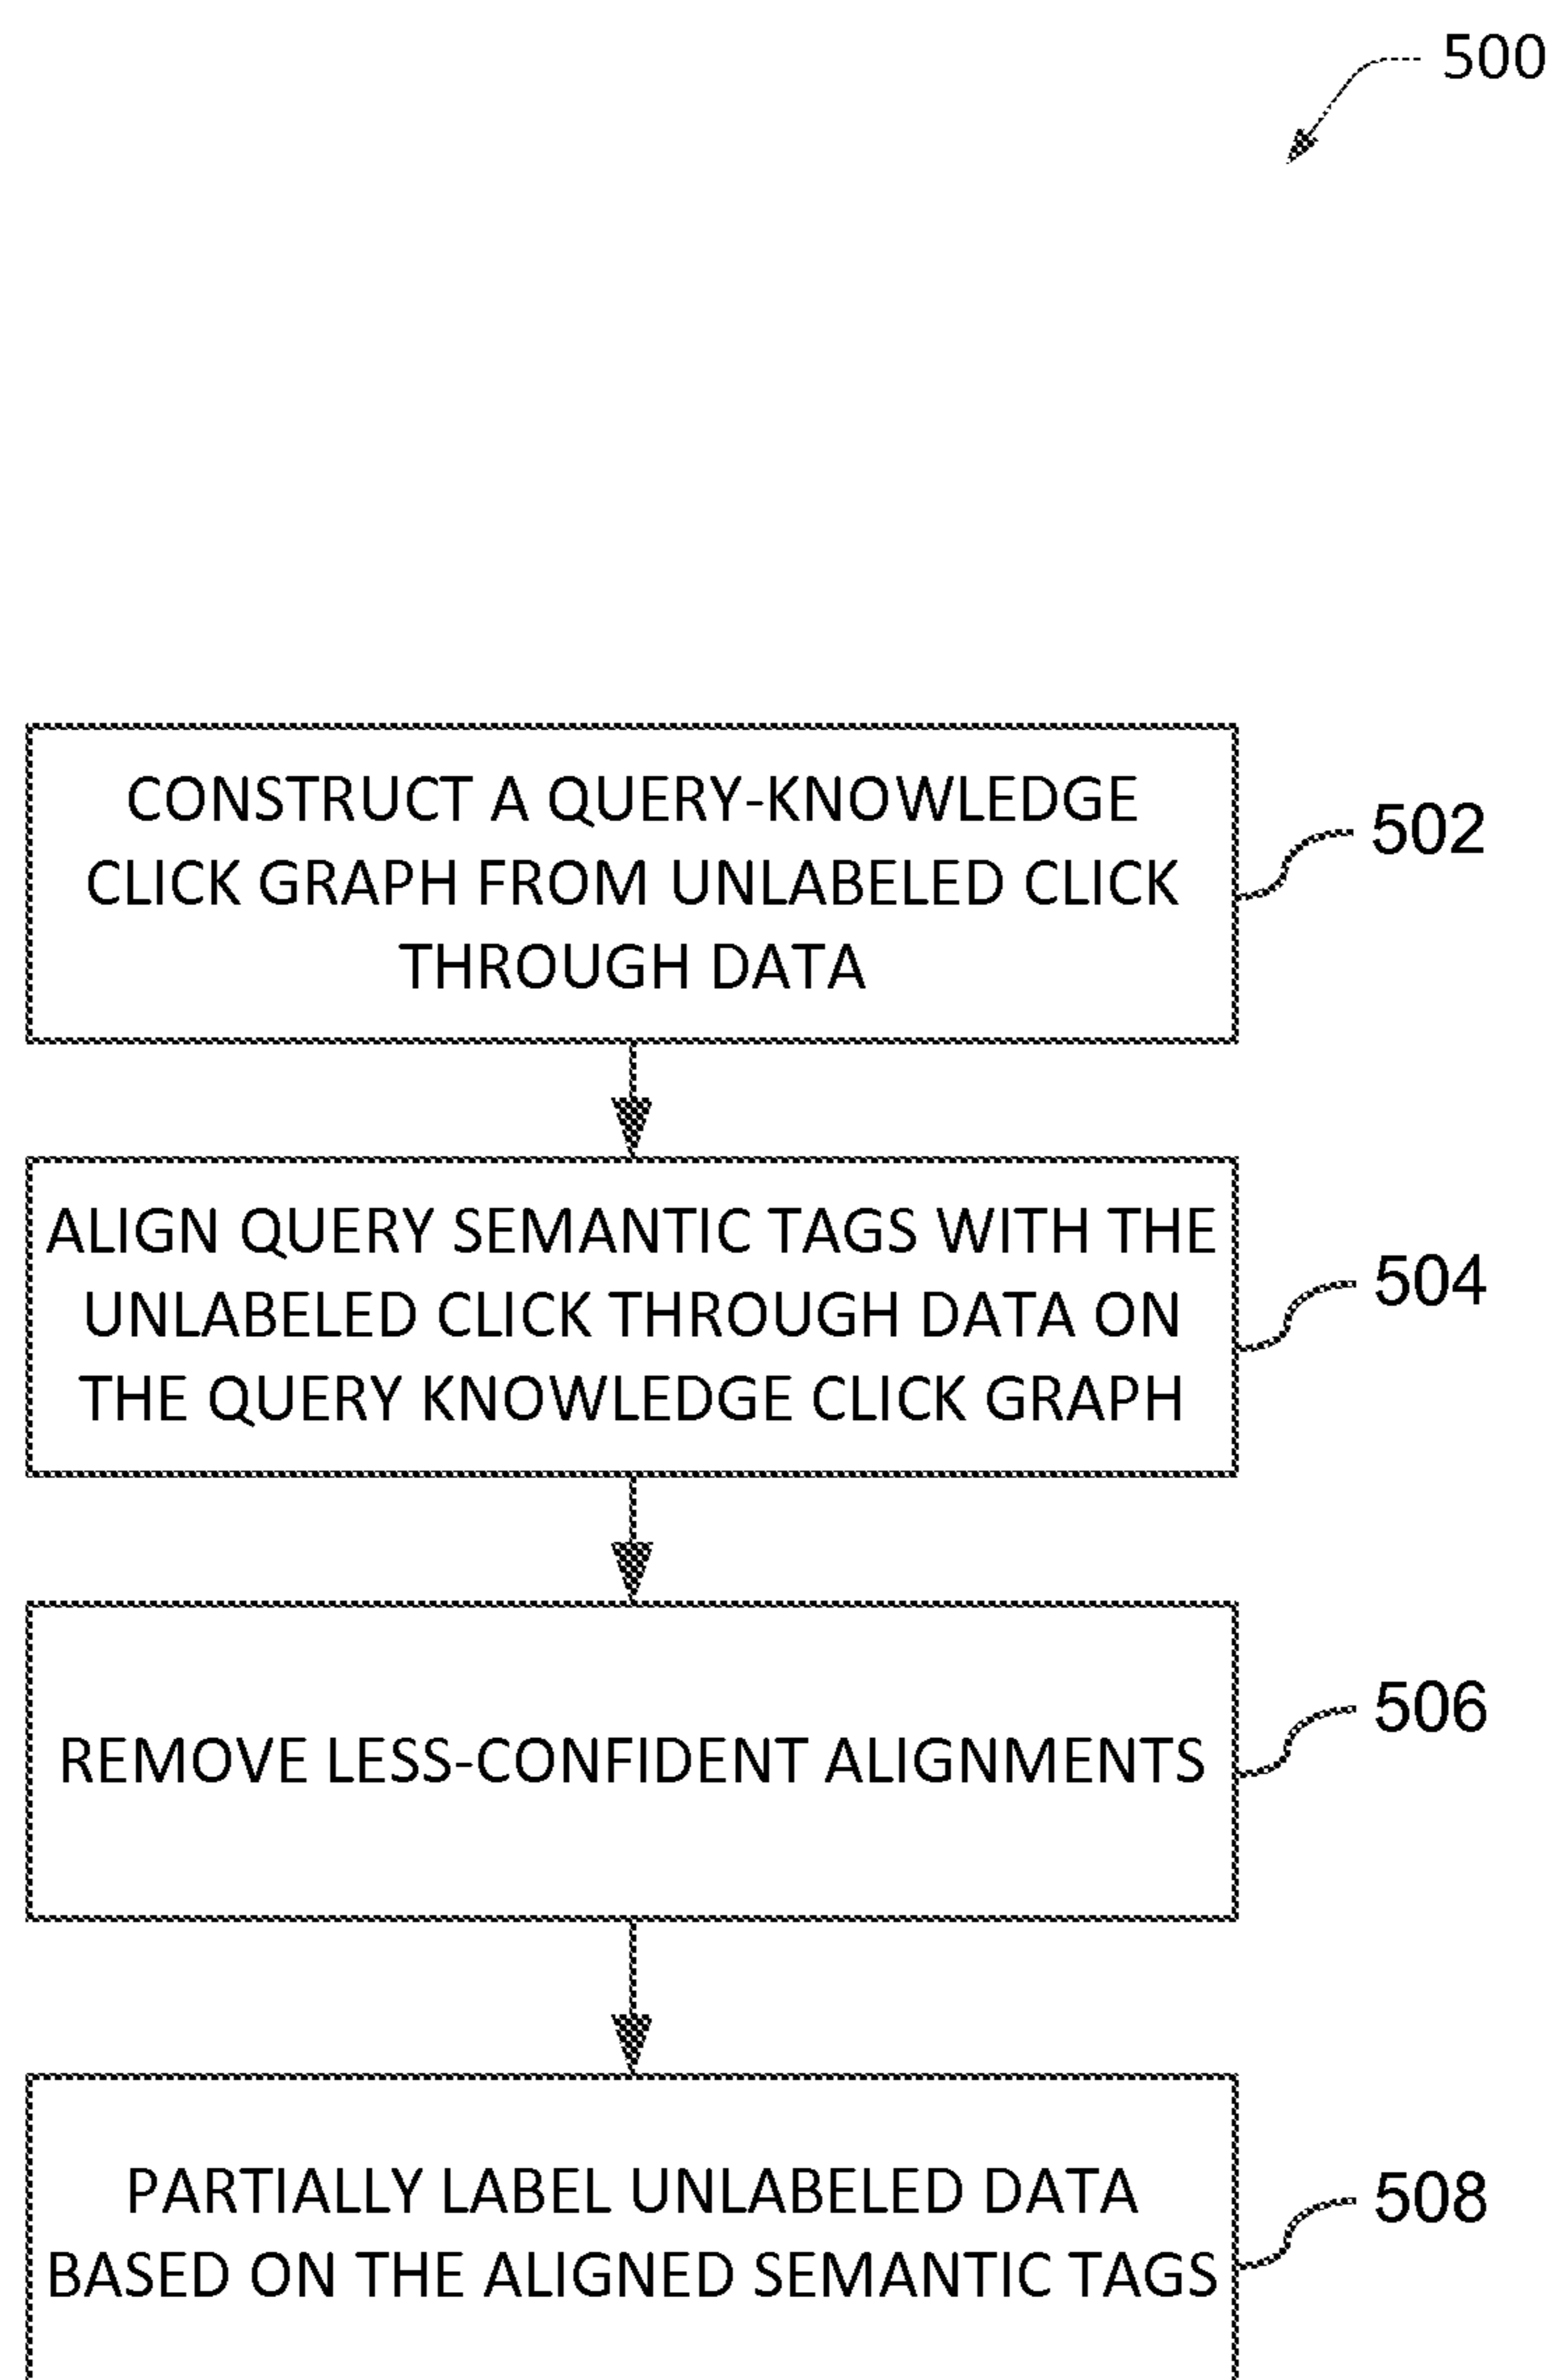 500
CONSTRUCT A QUERY-KNOWLEDGE
CLICK GRAPH FROM UNLABELED CLICK
THROUGH DATA
502
ALIGN QUERY SEMANTIC TAGS WITH THE
UNLABELED CLICK THROUGH DATA ON
THE QUERY KNOWLEDGE CLICK GRAPH
504
REMOVE LESS-CONFIDENT ALIGNMENTS
506
PARTIALLY LABEL UNLABELED DATA
BASED ON THE ALIGNED SEMANTIC TAGS
508